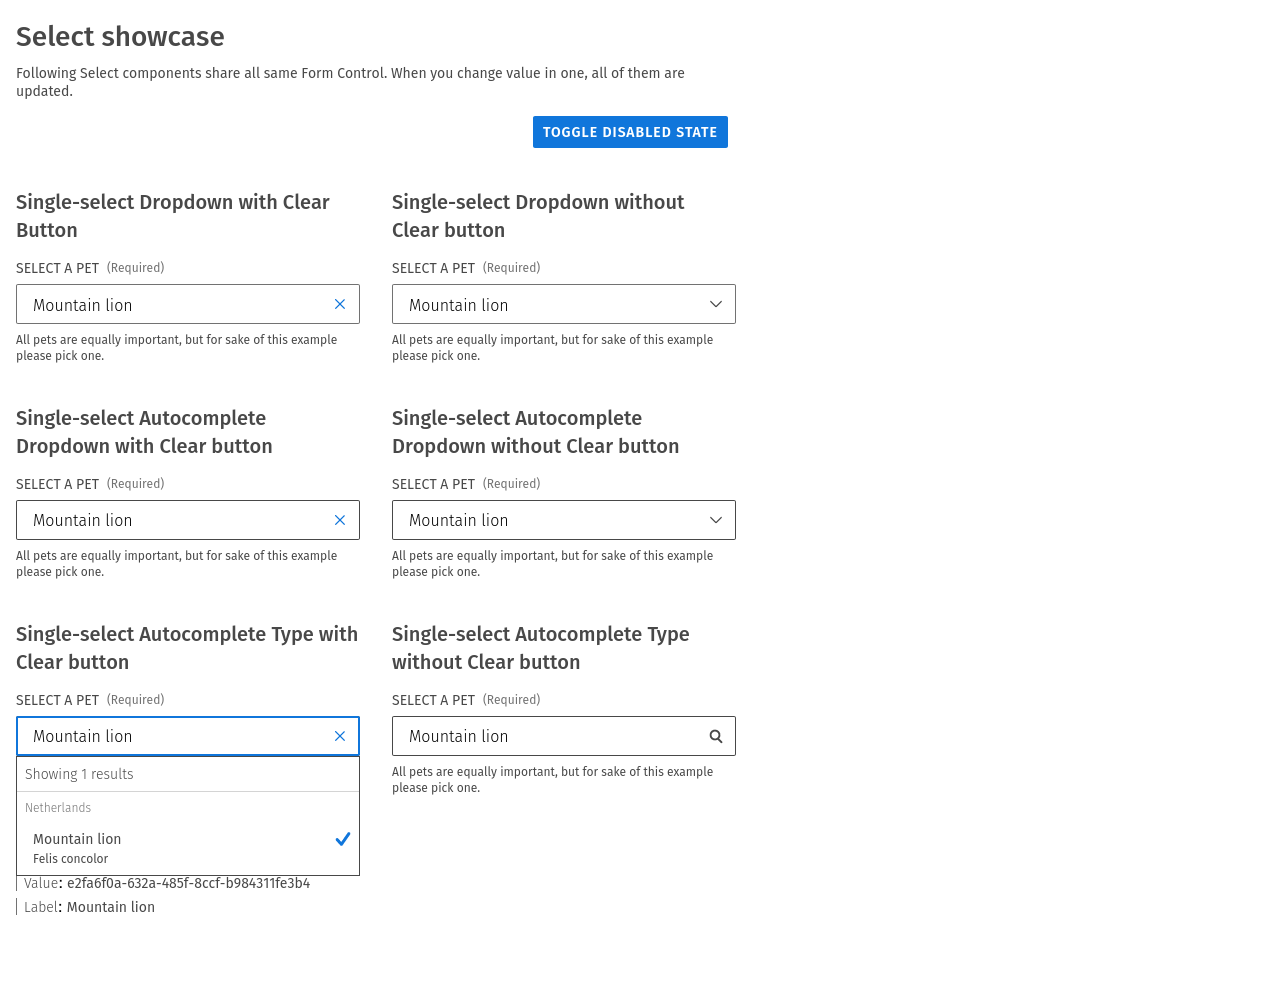 Select showcase
Following Select components share all same Form Control. When you change value in one, all of them are
updated.
TOGGLE DISABLED STATE
Single-select Dropdown with Clear
Button
SELECT A PET (Required)
Mountain lion
All pets are equally important, but for sake of this example
please pick one.
Single-select Dropdown without
Clear button
SELECT A PET (Required)
Mountain lion
All pets are equally important, but for sake of this example
please pick one.
Single-select Autocomplete
Dropdown with Clear button
SELECT A PET (Required)
Mountain lion
All pets are equally important, but for sake of this example
please pick one.
Single-select Autocomplete
Dropdown without Clear button
SELECT A PET (Required)
Mountain lion
All pets are equally important, but for sake of this example
please pick one.
Single-select Autocomplete Type with
Clear button
SELECT A PET (Required)
Mountain lion
Showing 1 results
Netherlands
Mountain lion
Felis concolor
Single-select Autocomplete Type
without Clear button
SELECT A PET (Required)
Mountain lion
All pets are equally important, but for sake of this example
please pick one.
Value: e2fa6f0a-632a-485f-8ccf-b984311fe3b4
Label: Mountain lion